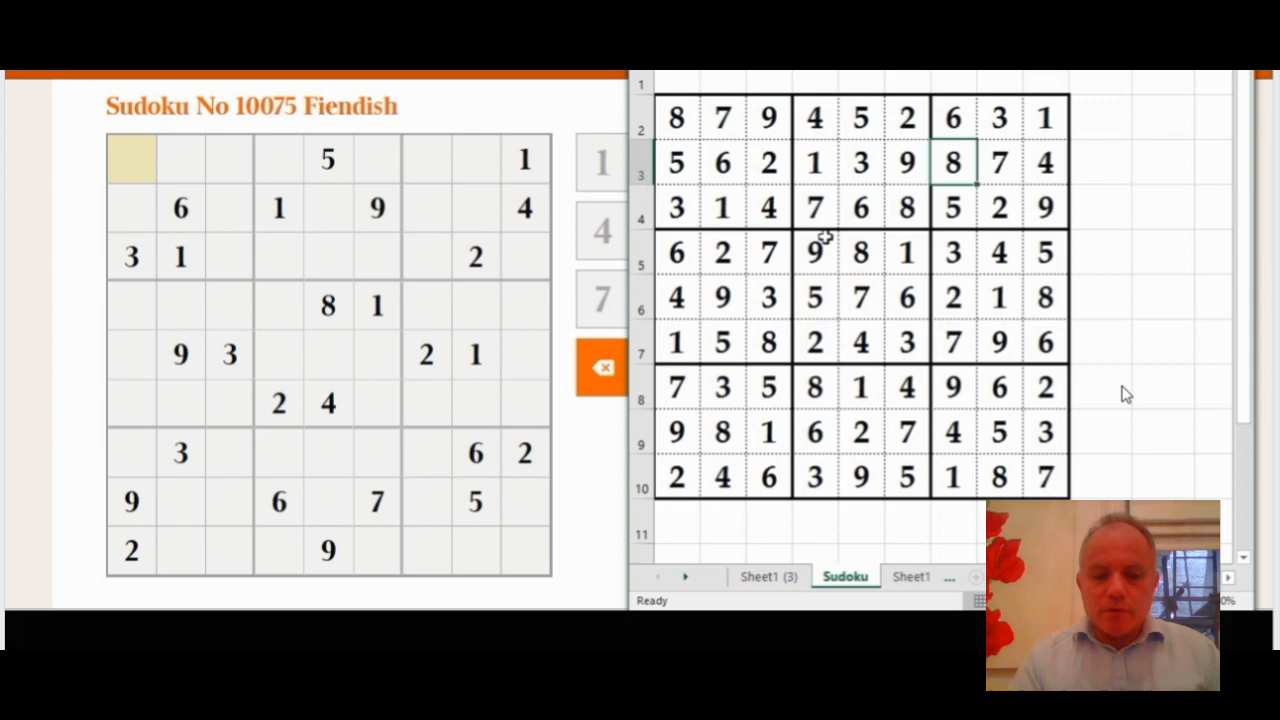 Sudoku No 10075 Fiendish
5 1
6 1 9 4
3 1 2
8 1
9 3 2 1
2 4
3 6 2
9 6 7 5
2 9
1
4
7
1
2 8 7 9 4 5 2 6 3 1
3 5 6 2 1 3 9 8 7 4
4 3 1 4 7 6 8 5 2 9
5 6 2 7 9 8 1 3 4 5
6 4 9 3 5 7 6 2 1 8
7 1 5 8 2 4 3 7 9 6
8 7 3 5 8 1 4 9 6 2
9 9 8 1 6 2 7 4 5 3
10 2 4 6 3 9 5 1 8 7
11
Sheet1 (3) Sudoku Sheet1 ...
Ready 0%